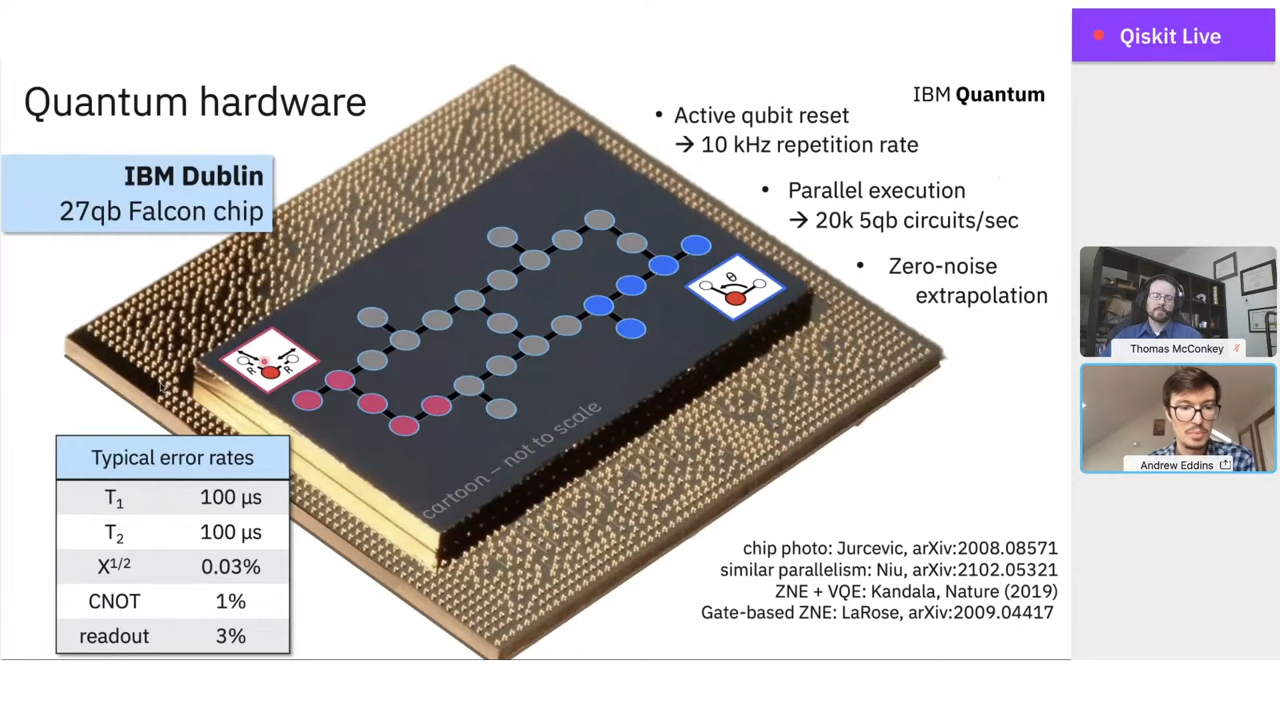 Qiskit Live
Quantum hardware
IBM Quantum
IBM Dublin
27qb Falcon chip
• Active qubit reset
→ 10 kHz repetition rate
• Parallel execution
→ 20k 5qb circuits/sec
• Zero-noise
extrapolation
θ
R R
cartoon – not to scale
Typical error rates
T₁ 100 µs
T₂ 100 µs
X¹/² 0.03%
CNOT 1%
readout 3%
chip photo: Jurcevic, arXiv:2008.08571
similar parallelism: Niu, arXiv:2102.05321
ZNE + VQE: Kandala, Nature (2019)
Gate-based ZNE: LaRose, arXiv:2009.04417
Thomas McConkey
Andrew Eddins